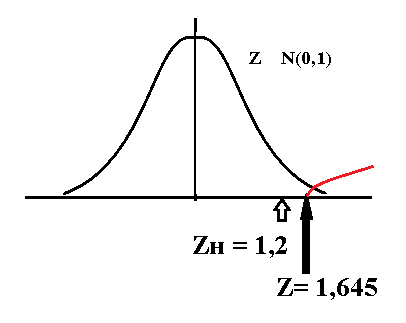 Z N(0,1)
ZH = 1,2
Z= 1,645